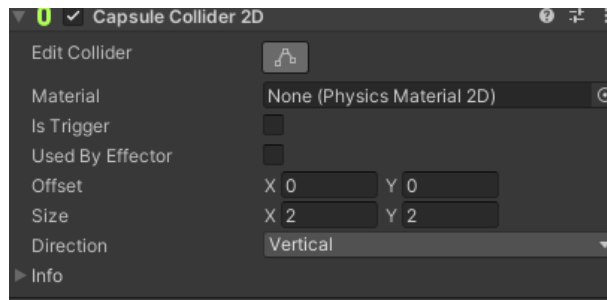 Capsule Collider 2D
Edit Collider
Material None (Physics Material 2D)
Is Trigger
Used By Effector
Offset X 0 Y 0
Size X 2 Y 2
Direction Vertical
Info